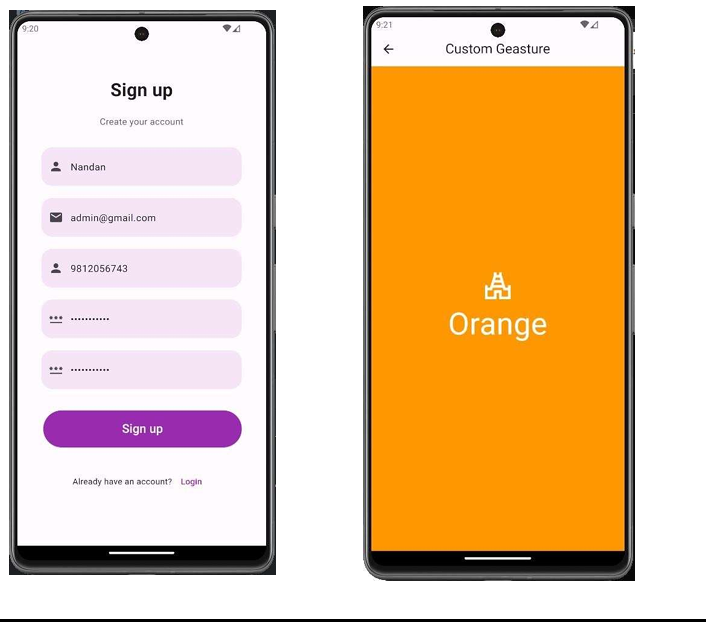 9:20
Sign up
Create your account
Nandan
admin@gmail.com
9812056743
•••••••••••
•••••••••••
Sign up
Already have an account? Login
9:21
Custom Geasture
Orange